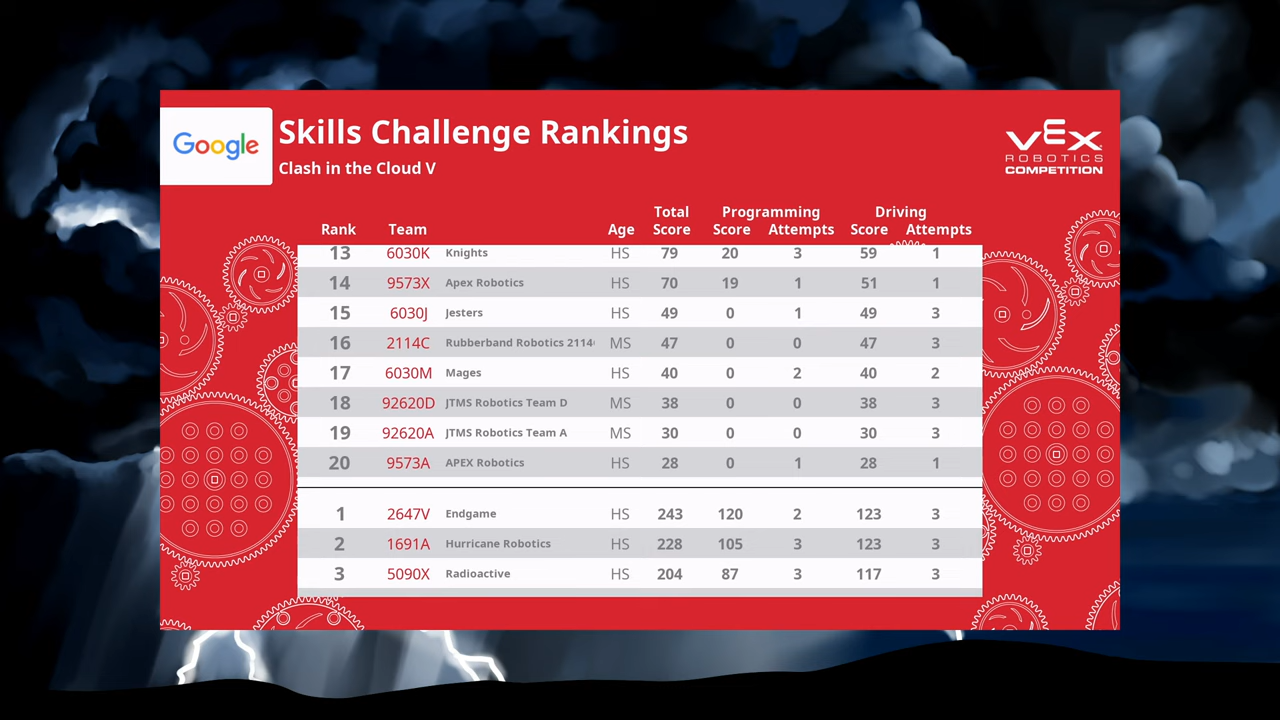 Google
Skills Challenge Rankings
Clash in the Cloud V
VEX
ROBOTICS
COMPETITION
Total Programming Driving
Rank Team Age Score Score Attempts Score Attempts
13 6030K Knights HS 79 20 3 59 1
14 9573X Apex Robotics HS 70 19 1 51 1
15 6030J Jesters HS 49 0 1 49 3
16 2114C Rubberband Robotics 2114 MS 47 0 0 47 3
17 6030M Mages HS 40 0 2 40 2
18 92620D JTMS Robotics Team D MS 38 0 0 38 3
19 92620A JTMS Robotics Team A MS 30 0 0 30 3
20 9573A APEX Robotics HS 28 0 1 28 1
1 2647V Endgame HS 243 120 2 123 3
2 1691A Hurricane Robotics HS 228 105 3 123 3
3 5090X Radioactive HS 204 87 3 117 3